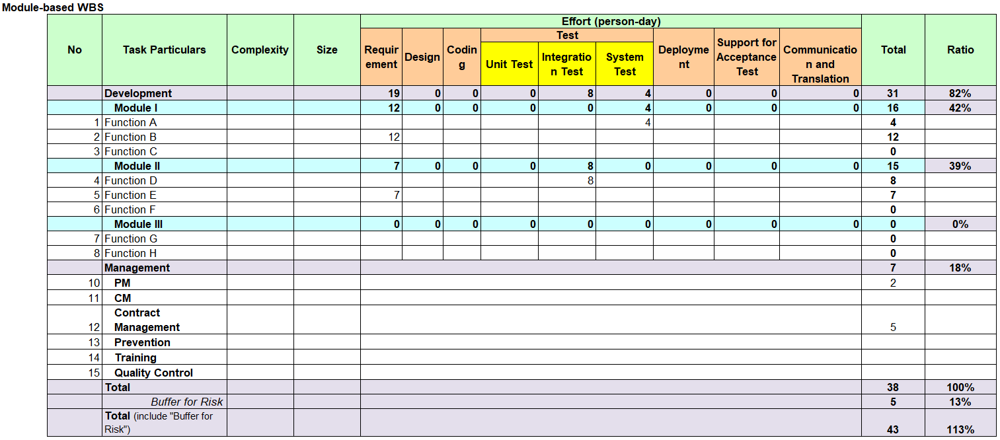 Module-based WBS
No Task Particulars Complexity Size Effort (person-day) Total Ratio
Requir
ement
Design
Codin
g
Test
Unit Test
Integratio
n Test
System
Test
Deployme
nt
Support for
Acceptance
Test
Communicatio
n and
Translation
Development 19 0 0 0 8 4 0 0 0 31 82%
Module I 12 0 0 0 0 4 0 0 0 16 42%
1 Function A 4 4
2 Function B 12 12
3 Function C 0
Module II 7 0 0 0 8 0 0 0 0 15 39%
4 Function D 8 8
5 Function E 7 7
6 Function F 0
Module III 0 0 0 0 0 0 0 0 0 0 0%
7 Function G 0
8 Function H 0
Management 7 18%
10 PM 2
11 CM
Contract
12 Management 5
13 Prevention
14 Training
15 Quality Control
Total 38 100%
Buffer for Risk 5 13%
Total (include "Buffer for
Risk") 43 113%